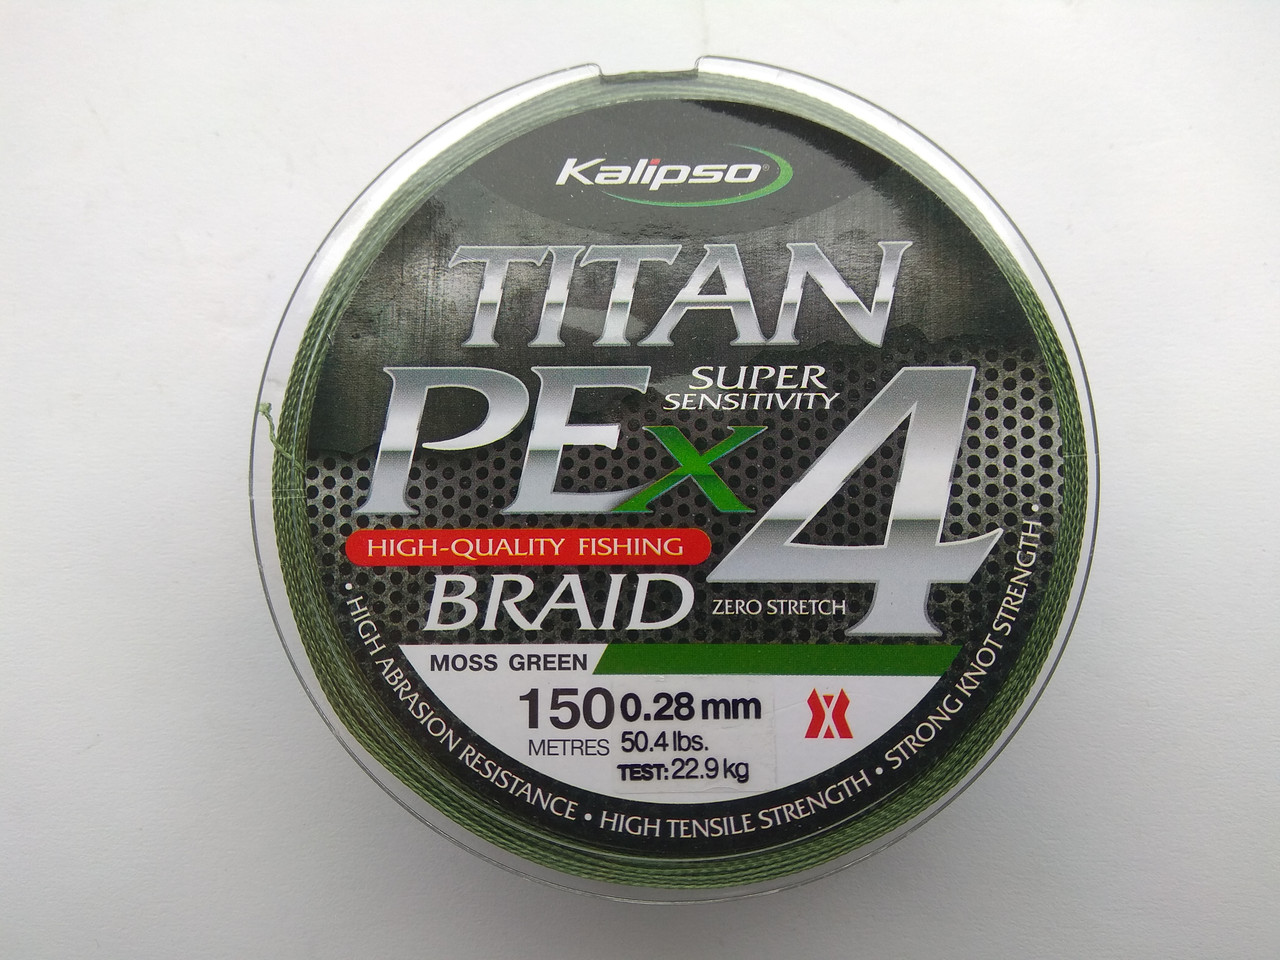 Kalipso®
TITAN
PEx4
SUPER
SENSITIVITY
HIGH-QUALITY FISHING
BRAID
ZERO STRETCH
MOSS GREEN
150 METRES
0.28 mm
50.4 lbs.
TEST: 22.9 kg
• HIGH ABRASION RESISTANCE • HIGH TENSILE STRENGTH • STRONG KNOT STRENGTH •